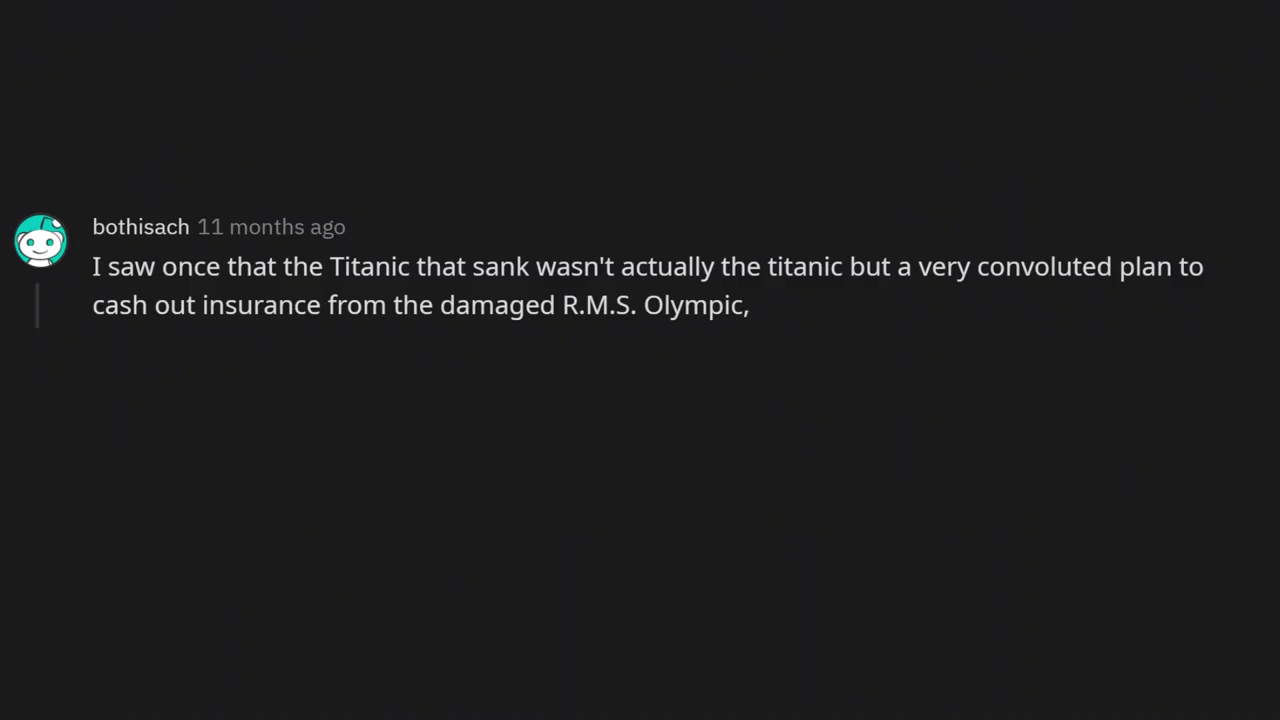 bothisach 11 months ago
I saw once that the Titanic that sank wasn't actually the titanic but a very convoluted plan to
cash out insurance from the damaged R.M.S. Olympic,